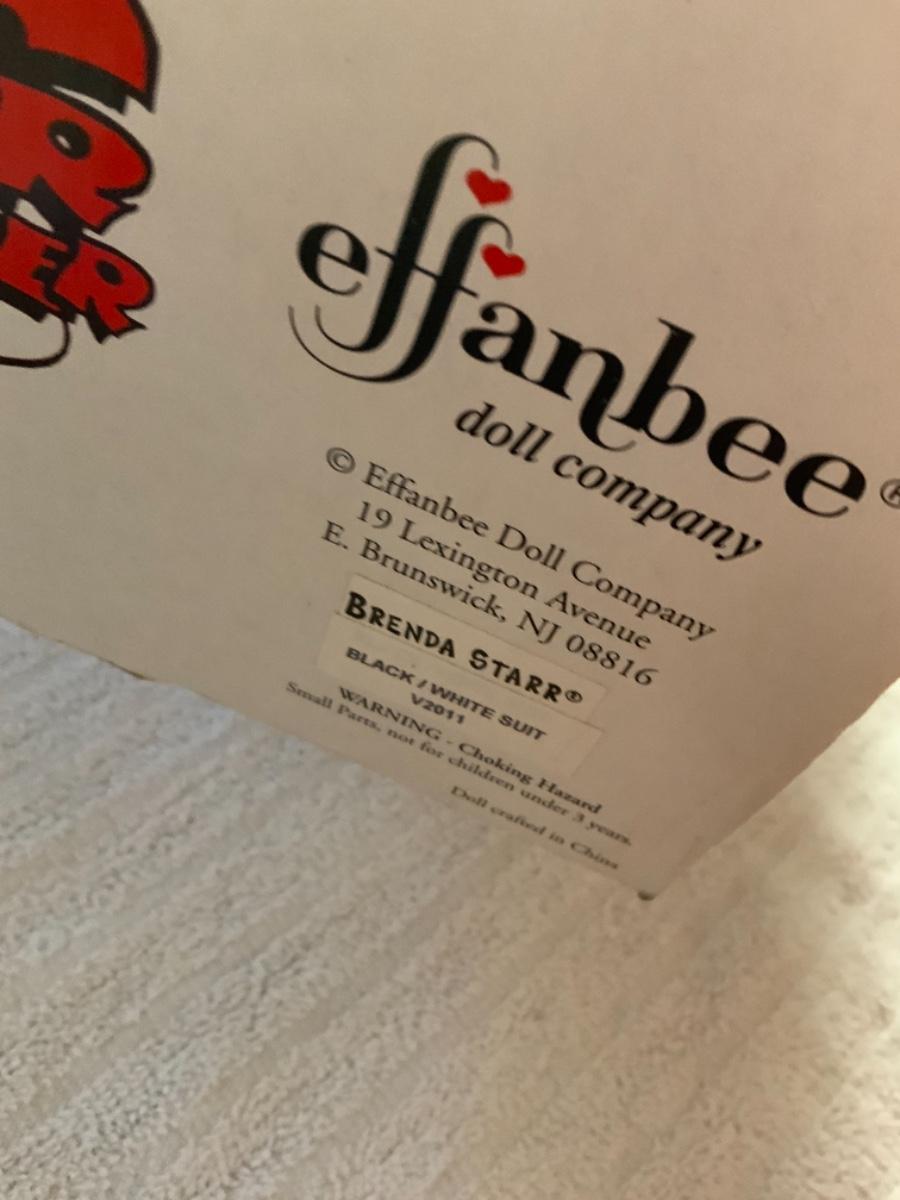 R
ER
effanbee®
doll company
© Effanbee Doll Company
19 Lexington Avenue
E. Brunswick, NJ 08816
BRENDA STARR®
BLACK / WHITE SUIT
V2011
WARNING - Choking Hazard
Small Parts, not for children under 3 years.
Doll crafted in China